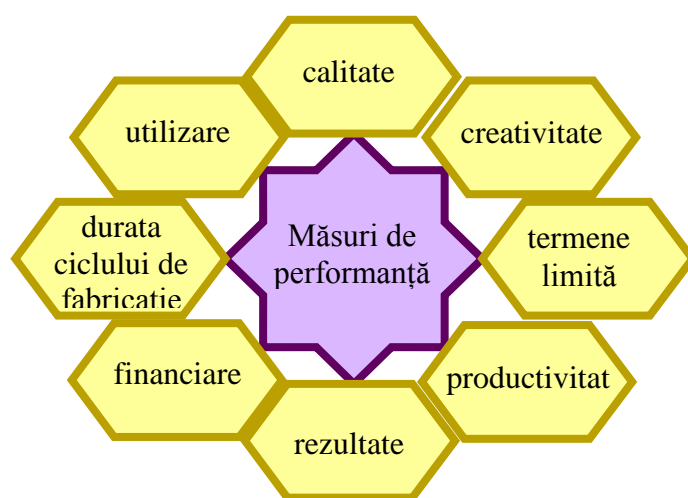 calitate
utilizare
creativitate
durata
ciclului de
fabricație
Măsuri de
performanță
termene
limită
financiare
productivitat
rezultate